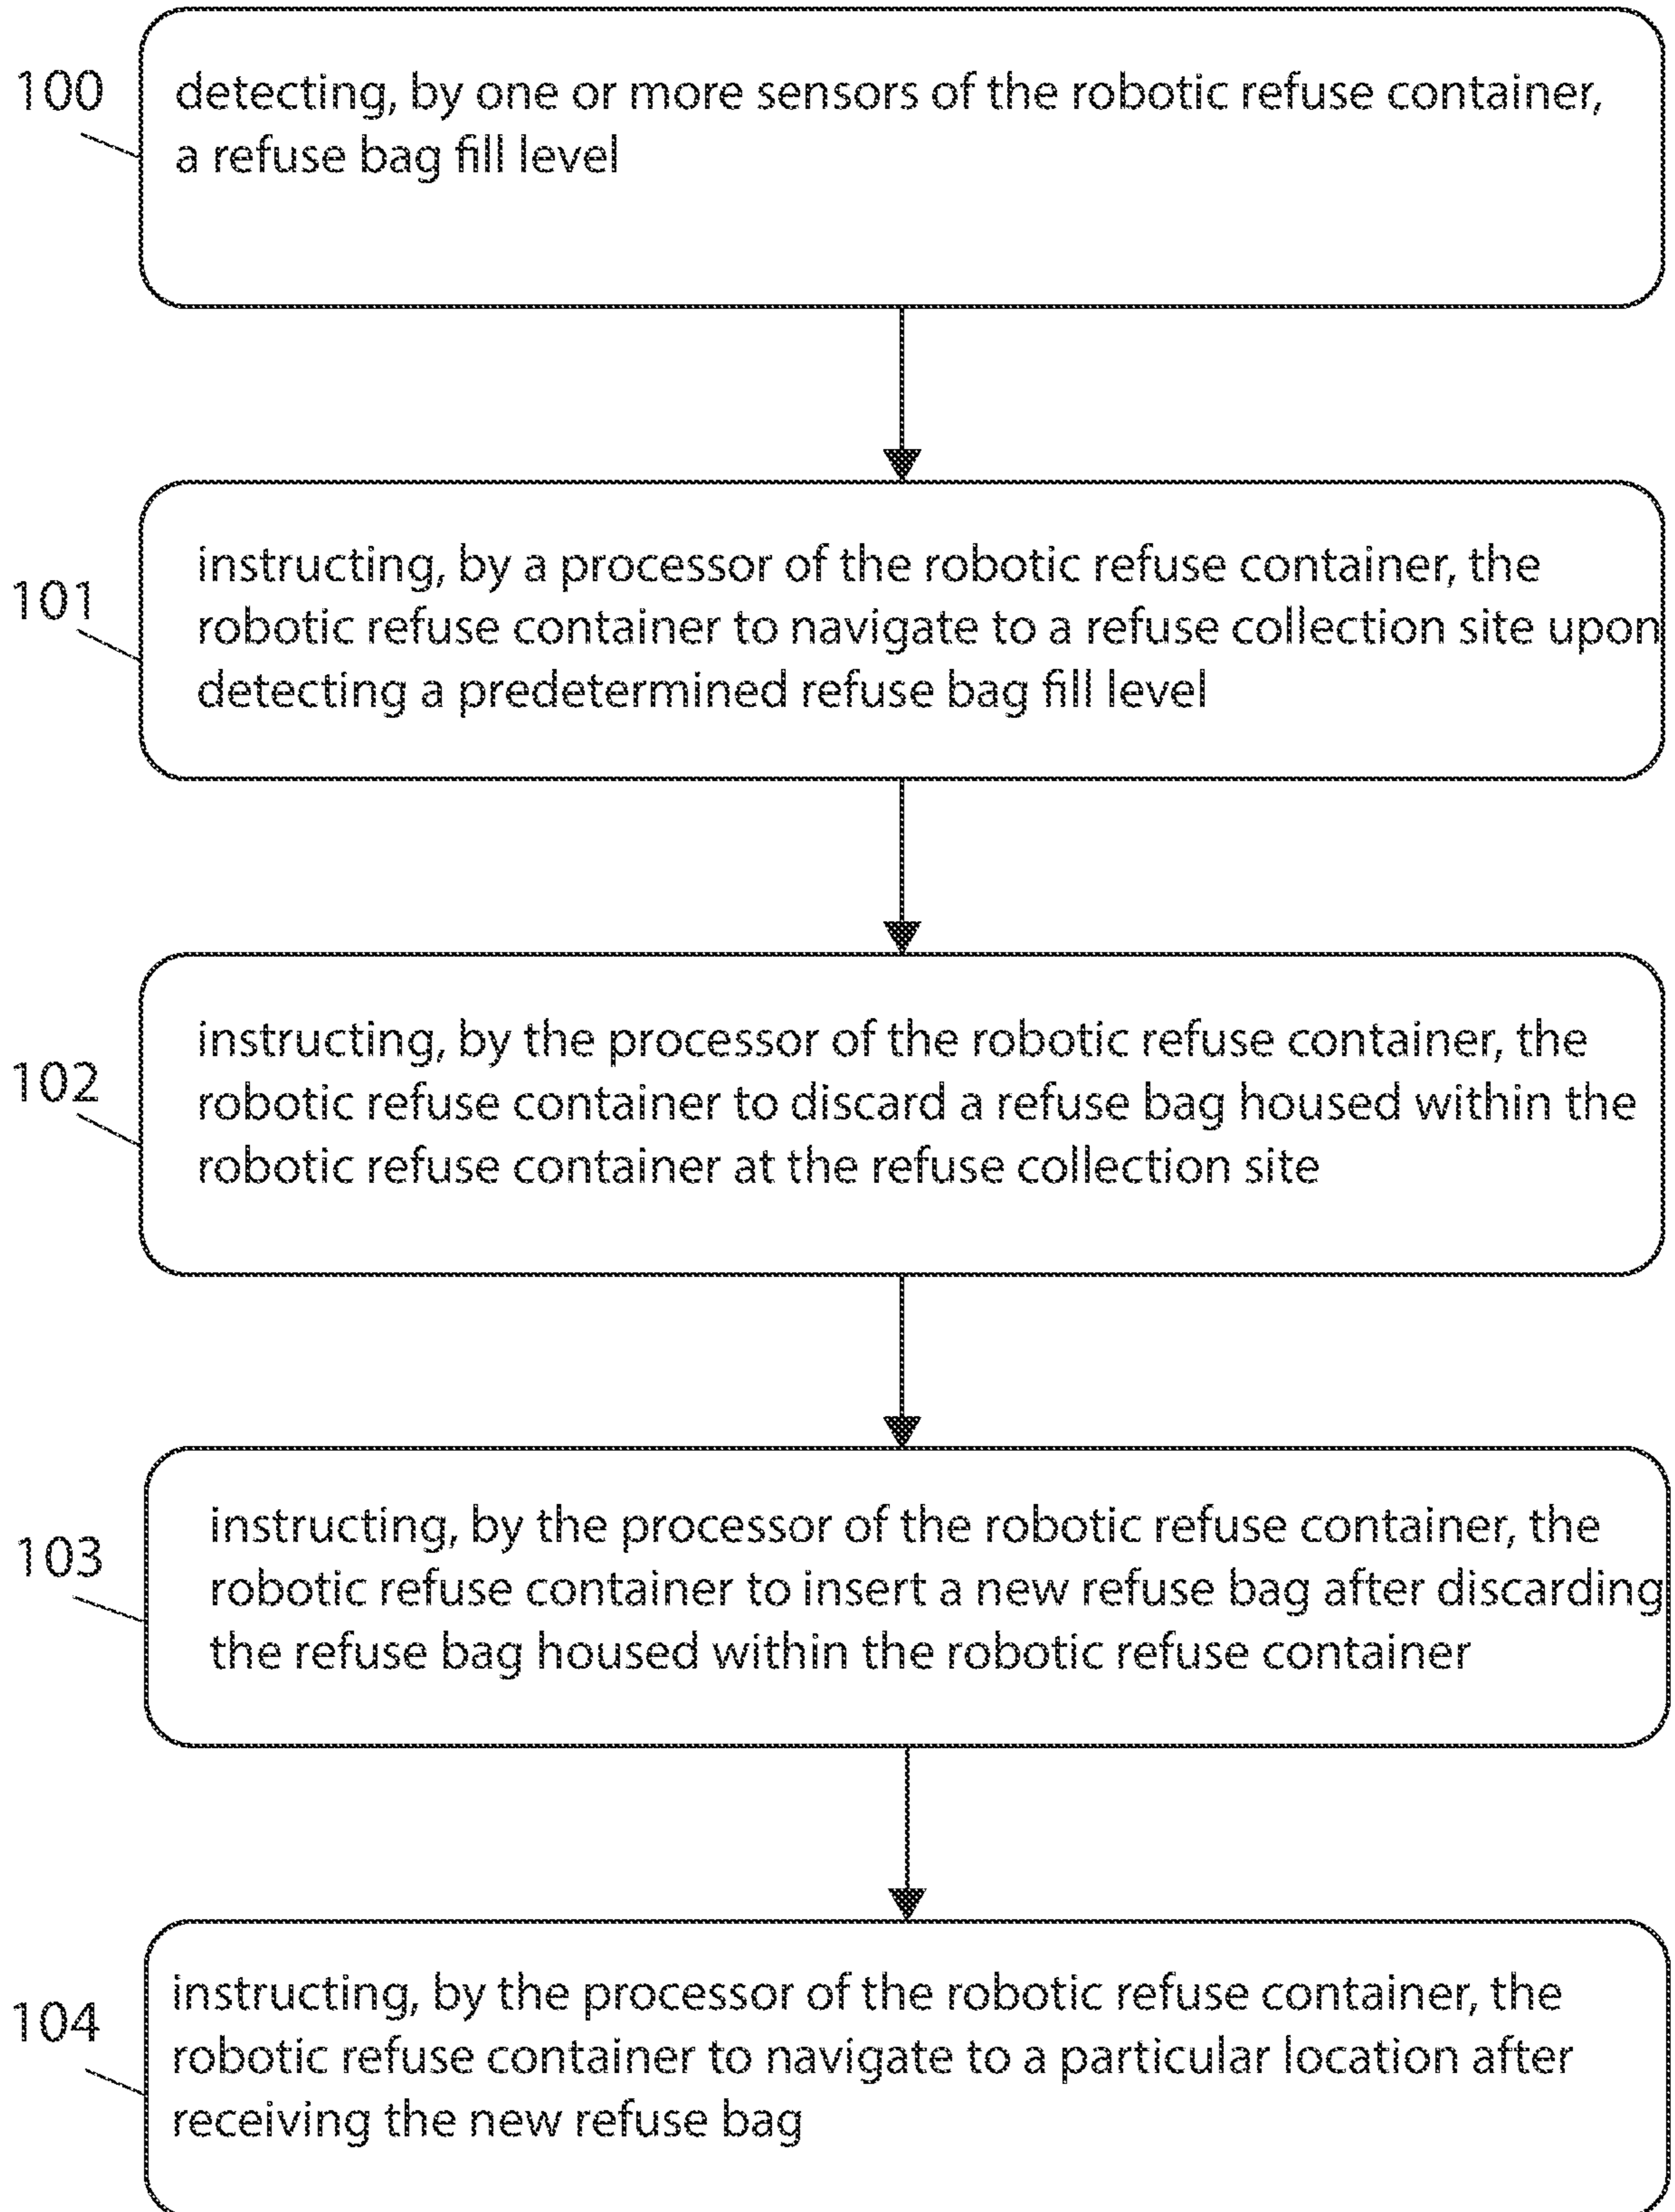 100
detecting, by one or more sensors of the robotic refuse container,
a refuse bag fill level
101
instructing, by a processor of the robotic refuse container, the
robotic refuse container to navigate to a refuse collection site upon
detecting a predetermined refuse bag fill level
102
instructing, by the processor of the robotic refuse container, the
robotic refuse container to discard a refuse bag housed within the
robotic refuse container at the refuse collection site
103
instructing, by the processor of the robotic refuse container, the
robotic refuse container to insert a new refuse bag after discarding
the refuse bag housed within the robotic refuse container
104
instructing, by the processor of the robotic refuse container, the
robotic refuse container to navigate to a particular location after
receiving the new refuse bag